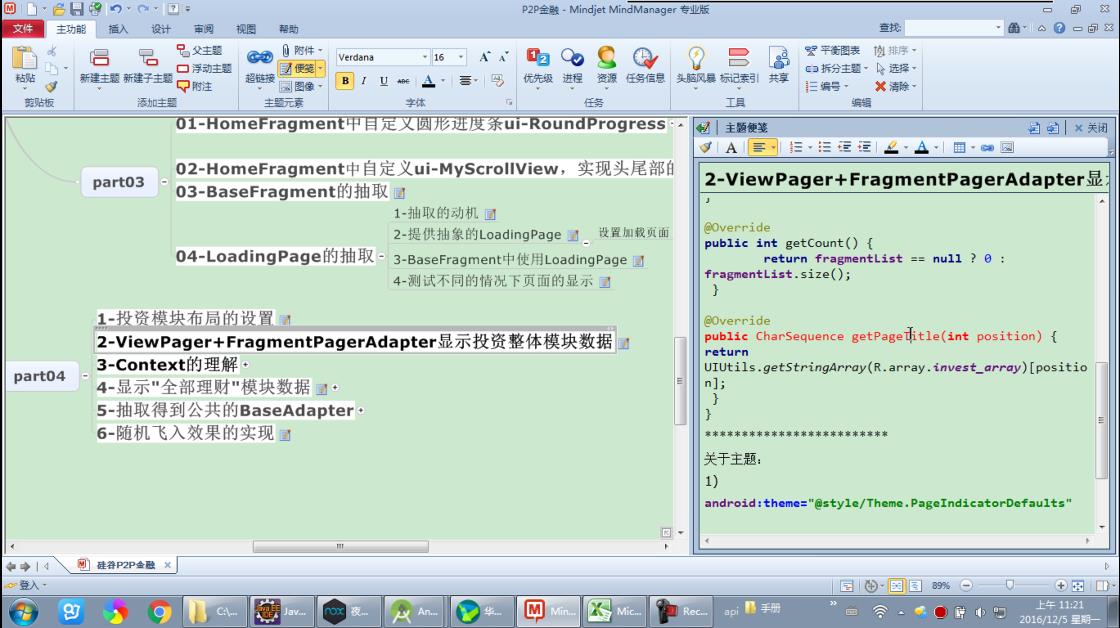 P2P金融 - Mindjet MindManager 专业版
文件 主功能 插入 设计 审阅 视图 帮助 查找:
粘贴 新建主题 新建子主题 父主题 浮动主题 附注 超链接 附件 便笺 图像 Verdana 16 优先级 进程 资源 任务信息 头脑风暴 标记索引 共享 平衡图表 排序 拆分主题 选择 编号 清除
剪贴板 添加主题 主题元素 字体 任务 工具 编辑
01-HomeFragment中自定义圆形进度条ui-RoundProgress
part03
02-HomeFragment中自定义ui-MyScrollView，实现头尾部的
03-BaseFragment的抽取
04-LoadingPage的抽取
1-抽取的动机
2-提供抽象的LoadingPage
设置加载页面
3-BaseFragment中使用LoadingPage
4-测试不同的情况下页面的显示
part04
1-投资模块布局的设置
2-ViewPager+FragmentPagerAdapter显示投资整体模块数据
3-Context的理解
4-显示"全部理财"模块数据
5-抽取得到公共的BaseAdapter
6-随机飞入效果的实现
主题便笺 关闭
2-ViewPager+FragmentPagerAdapter显
}
@Override
public int getCount() {
return fragmentList == null ? 0 :
fragmentList.size();
}
@Override
public CharSequence getPageTitle(int position) {
return
UIUtils.getStringArray(R.array.invest_array)[positio
n];
}
}
*************************
关于主题：
1)
android:theme="@style/Theme.PageIndicatorDefaults"
硅谷P2P金融
登入 89%
C:\... Jav... 夜... An... 华... Min... Mic... Rec... api 手册
上午 11:21
2016/12/5 星期一